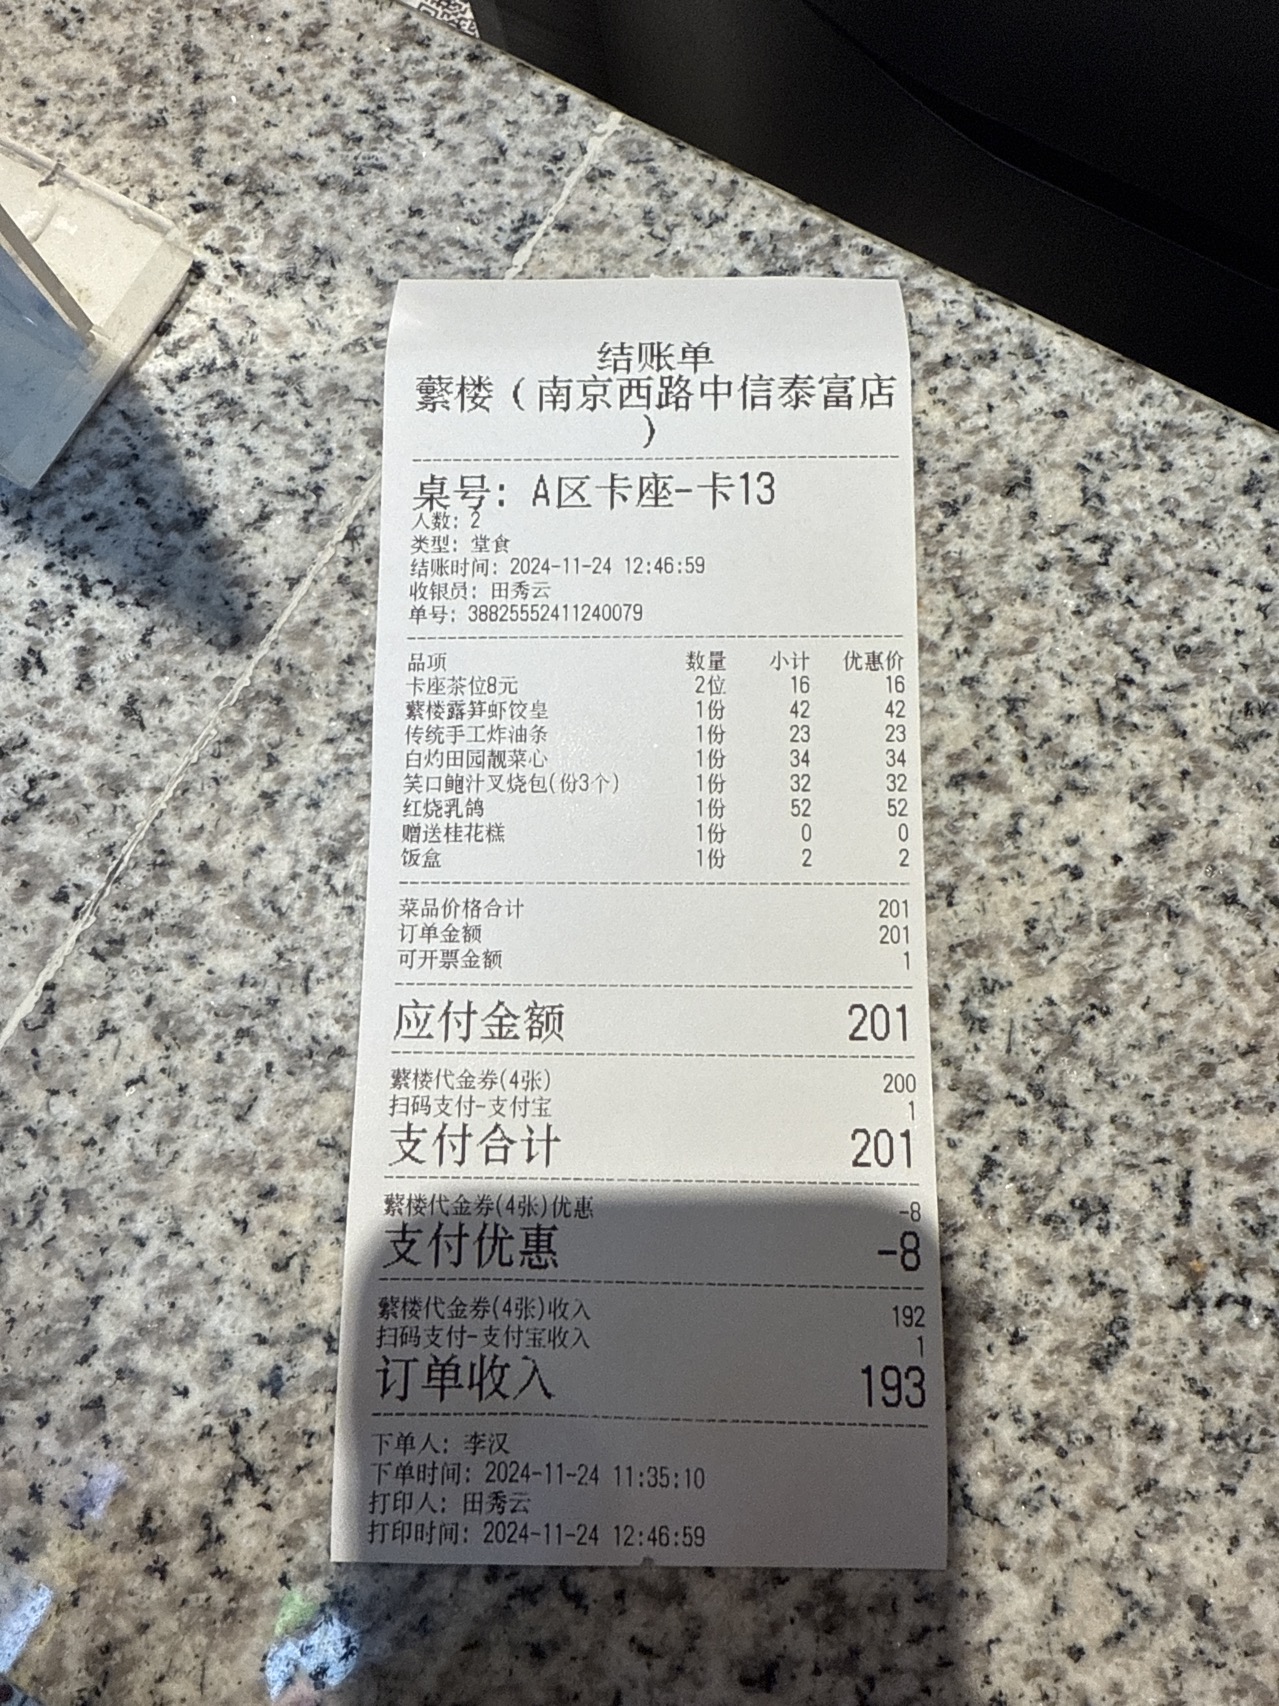 结账单
蘩楼（南京西路中信泰富店
）
桌号: A区卡座-卡13
人数: 2
类型: 堂食
结账时间: 2024-11-24 12:46:59
收银员: 田秀云
单号: 38825552411240079
品项 数量 小计 优惠价
卡座茶位8元 2位 16 16
蘩楼露笋虾饺皇 1份 42 42
传统手工炸油条 1份 23 23
白灼田园靓菜心 1份 34 34
笑口鲍汁叉烧包(份3个) 1份 32 32
红烧乳鸽 1份 52 52
赠送桂花糕 1份 0 0
饭盒 1份 2 2
菜品价格合计 201
订单金额 201
可开票金额 1
应付金额 201
蘩楼代金券(4张) 200
扫码支付-支付宝 1
支付合计 201
蘩楼代金券(4张)优惠 -8
支付优惠 -8
蘩楼代金券(4张)收入 192
扫码支付-支付宝收入 1
订单收入 193
下单人: 李汉
下单时间: 2024-11-24 11:35:10
打印人: 田秀云
打印时间: 2024-11-24 12:46:59